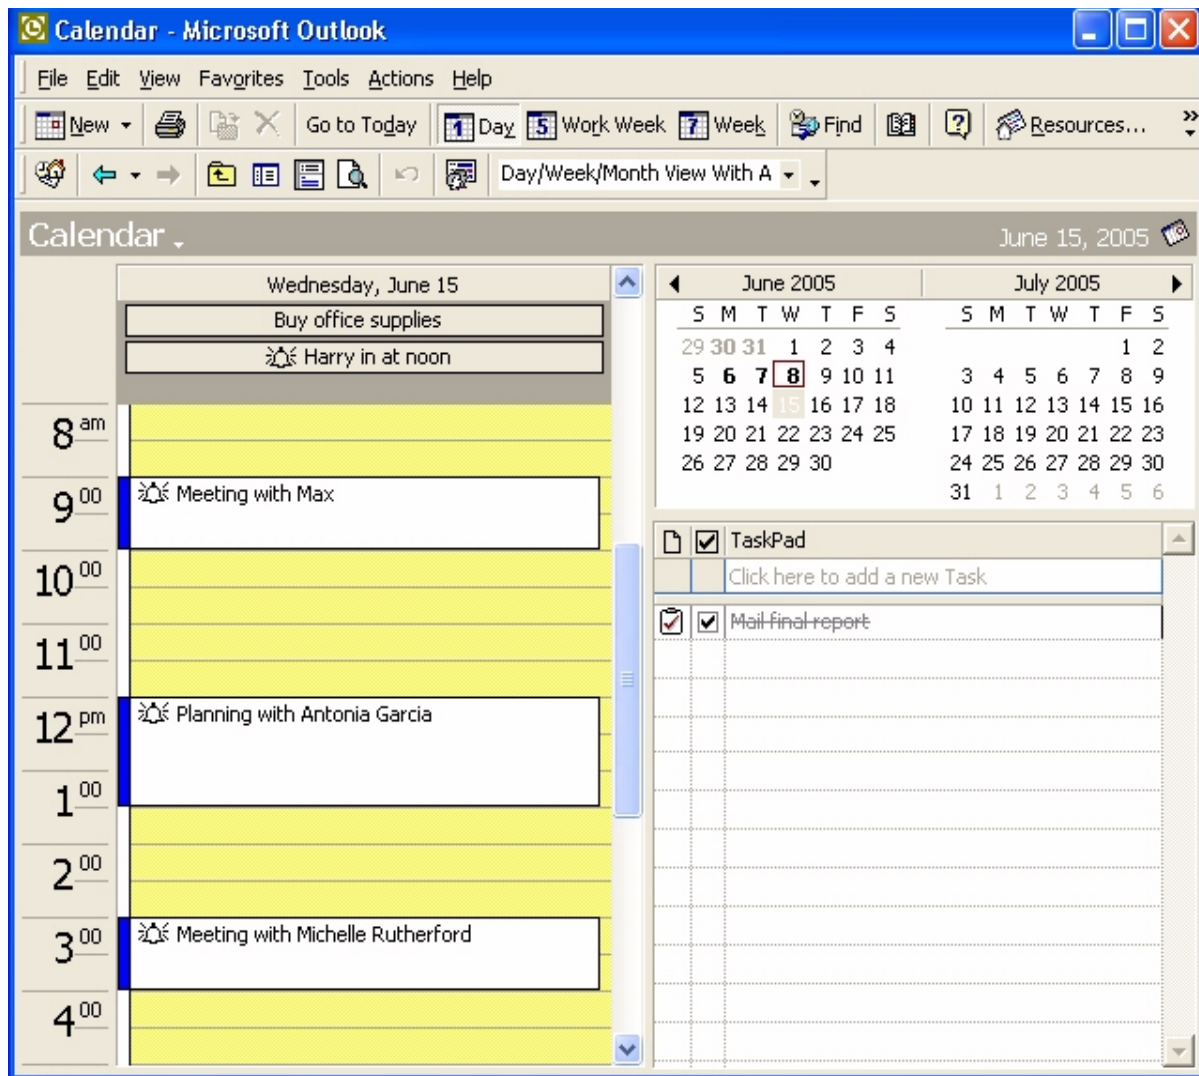 Calendar - Microsoft Outlook
File Edit View Favorites Tools Actions Help
New Go to Today 1 Day 5 Work Week 7 Week Find Resources...
Day/Week/Month View With A
Calendar June 15, 2005
Wednesday, June 15
Buy office supplies
Harry in at noon
8 am
9 00 Meeting with Max
10 00
11 00
12 pm Planning with Antonia Garcia
1 00
2 00
3 00 Meeting with Michelle Rutherford
4 00
June 2005
S M T W T F S
29 30 31 1 2 3 4
5 6 7 8 9 10 11
12 13 14 15 16 17 18
19 20 21 22 23 24 25
26 27 28 29 30
July 2005
S M T W T F S
1 2
3 4 5 6 7 8 9
10 11 12 13 14 15 16
17 18 19 20 21 22 23
24 25 26 27 28 29 30
31 1 2 3 4 5 6
TaskPad
Click here to add a new Task
Mail final report